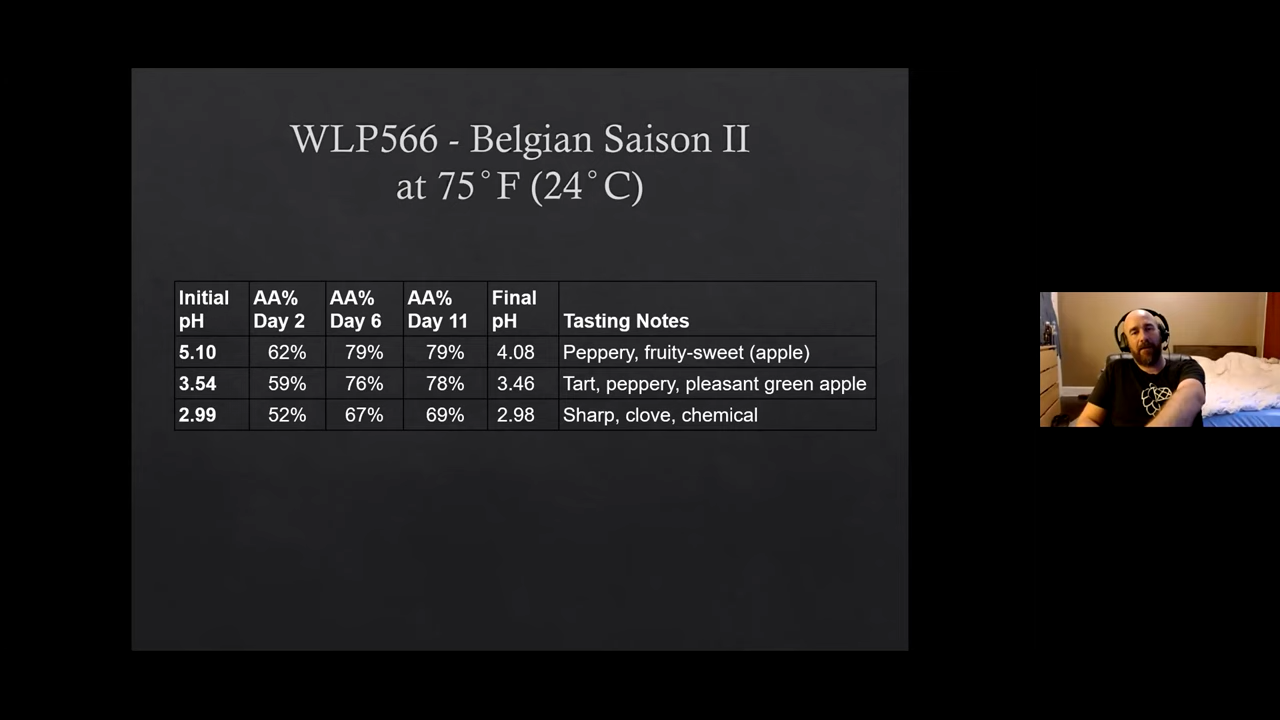 WLP566 - Belgian Saison II
at 75°F (24°C)
Initial pH AA% Day 2 AA% Day 6 AA% Day 11 Final pH Tasting Notes
5.10 62% 79% 79% 4.08 Peppery, fruity-sweet (apple)
3.54 59% 76% 78% 3.46 Tart, peppery, pleasant green apple
2.99 52% 67% 69% 2.98 Sharp, clove, chemical